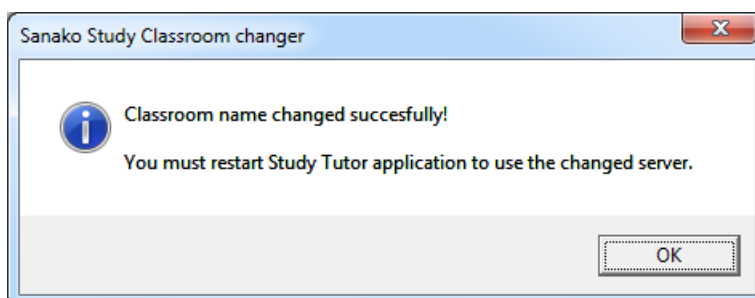 Sanako Study Classroom changer
Classroom name changed succesfully!
You must restart Study Tutor application to use the changed server.
OK